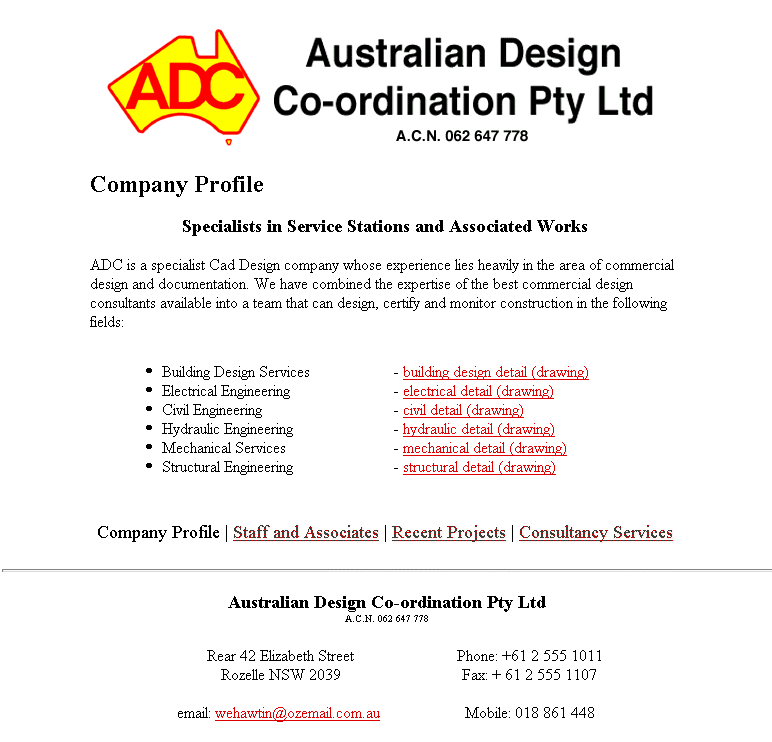 ADC
Australian Design
Co-ordination Pty Ltd
A.C.N. 062 647 778
Company Profile
Specialists in Service Stations and Associated Works
ADC is a specialist Cad Design company whose experience lies heavily in the area of commercial
design and documentation. We have combined the expertise of the best commercial design
consultants available into a team that can design, certify and monitor construction in the following
fields:
• Building Design Services - building design detail (drawing)
• Electrical Engineering - electrical detail (drawing)
• Civil Engineering - civil detail (drawing)
• Hydraulic Engineering - hydraulic detail (drawing)
• Mechanical Services - mechanical detail (drawing)
• Structural Engineering - structural detail (drawing)
Company Profile | Staff and Associates | Recent Projects | Consultancy Services
Australian Design Co-ordination Pty Ltd
A.C.N. 062 647 778
Rear 42 Elizabeth Street Phone: +61 2 555 1011
Rozelle NSW 2039 Fax: + 61 2 555 1107
email: wehawtin@ozemail.com.au Mobile: 018 861 448